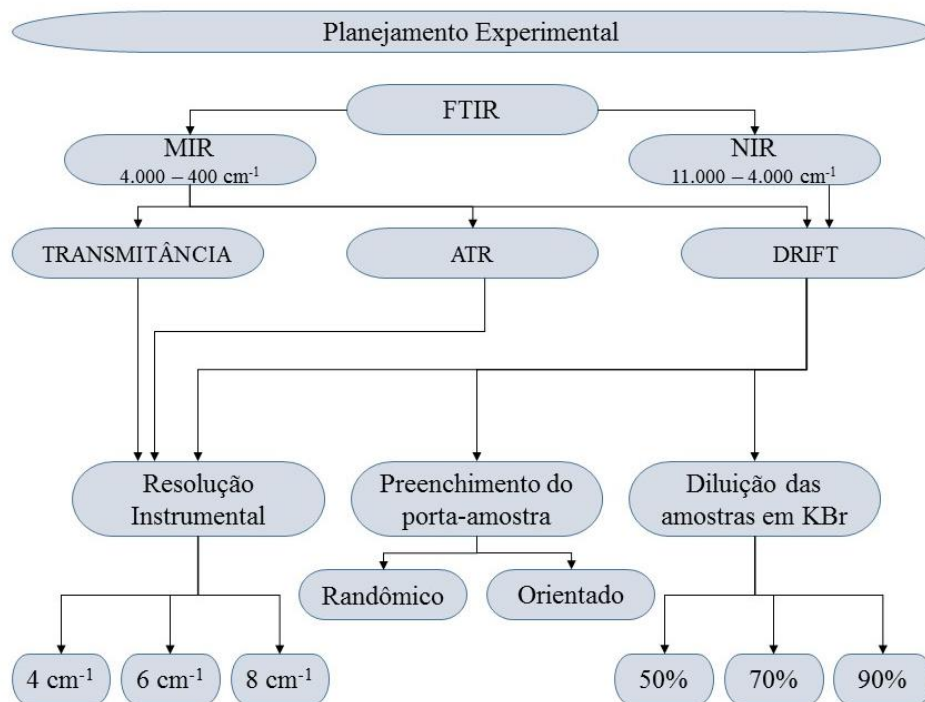 Planejamento Experimental
FTIR
MIR
4.000 – 400 cm⁻¹
NIR
11.000 – 4.000 cm⁻¹
TRANSMITÂNCIA
ATR
DRIFT
Resolução
Instrumental
Preenchimento do
porta-amostra
Diluição das
amostras em KBr
Randômico
Orientado
4 cm⁻¹
6 cm⁻¹
8 cm⁻¹
50%
70%
90%